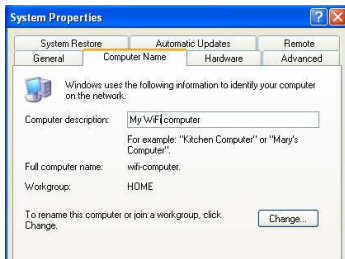 System Properties
System Restore Automatic Updates Remote
General Computer Name Hardware Advanced
Windows uses the following information to identify your computer
on the network.
Computer description: My WiFi computer
For example: "Kitchen Computer" or "Mary's
Computer".
Full computer name: wifi-computer.
Workgroup: HOME
To rename this computer or join a workgroup, click
Change.
Change...